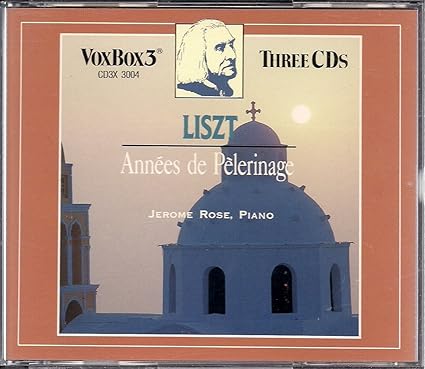 VoxBox3®
CD3X 3004
Three CDs
LISZT
Années de Pèlerinage
Jerome Rose, Piano